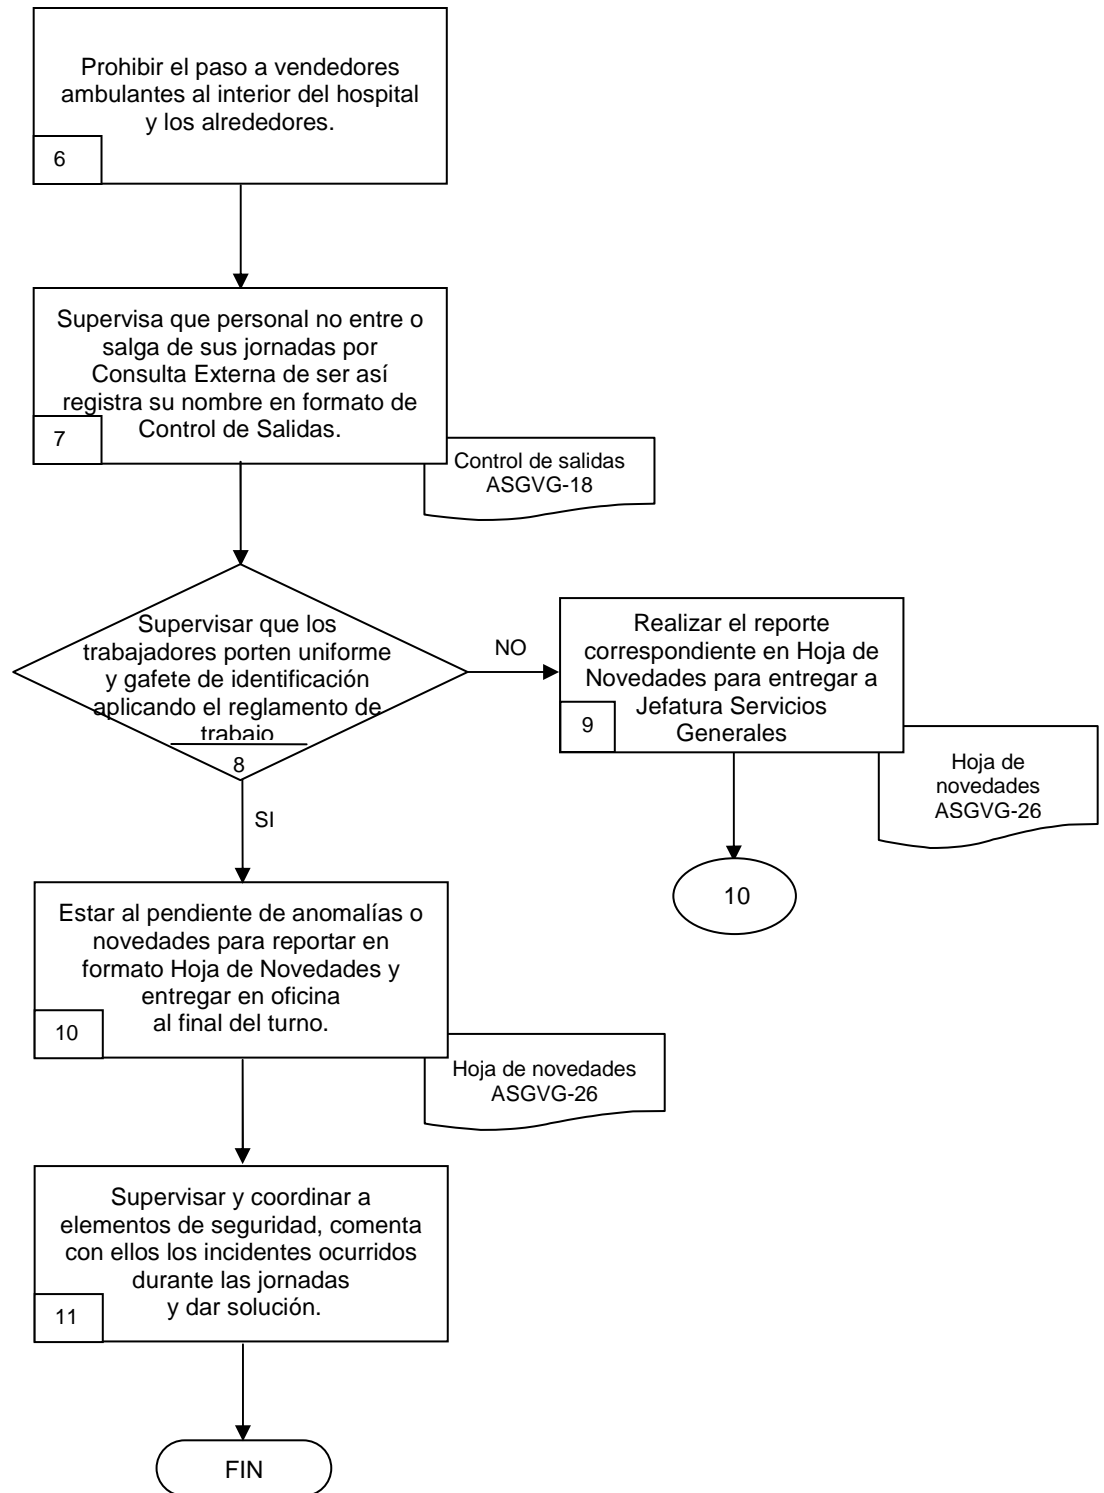 Prohibir el paso a vendedores
ambulantes al interior del hospital
y los alrededores.
6
Supervisa que personal no entre o
salga de sus jornadas por
Consulta Externa de ser así
registra su nombre en formato de
Control de Salidas.
7
Control de salidas
ASGVG-18
Supervisar que los
trabajadores porten uniforme
y gafete de identificación
aplicando el reglamento de
trabajo
8
NO
Realizar el reporte
correspondiente en Hoja de
Novedades para entregar a
Jefatura Servicios
Generales
9
Hoja de
novedades
ASGVG-26
10
SI
Estar al pendiente de anomalías o
novedades para reportar en
formato Hoja de Novedades y
entregar en oficina
al final del turno.
10
Hoja de novedades
ASGVG-26
Supervisar y coordinar a
elementos de seguridad, comenta
con ellos los incidentes ocurridos
durante las jornadas
y dar solución.
11
FIN